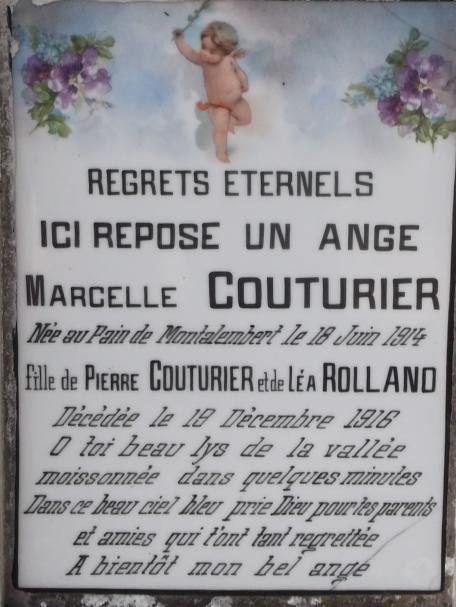 REGRETS ETERNELS
ICI REPOSE UN ANGE
MARCELLE COUTURIER
Née au Pain de Montalembert le 18 Juin 1914
fille de PIERRE COUTURIER et de LÉA ROLLAND
Décédée le 19 Décembre 1916
O toi beau lys de la vallée
moissonnée dans quelques minutes
Dans ce beau ciel bleu prie Dieu pour tes parents
et amies qui t'ont tant regrettée
A bientôt mon bel ange